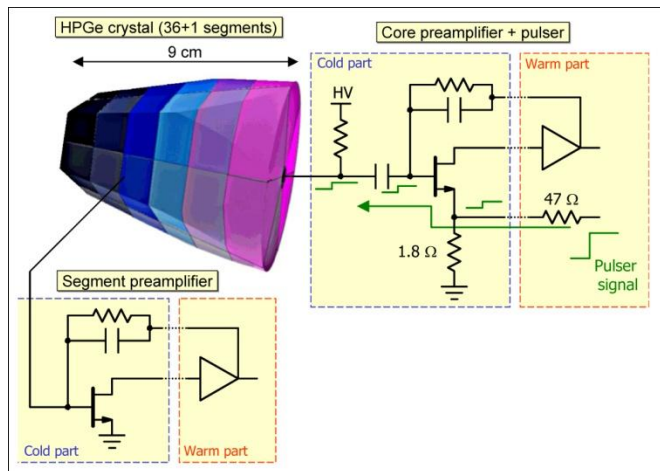 HPGe crystal (36+1 segments)
9 cm
Core preamplifier + pulser
Cold part
Warm part
HV
47 Ω
1.8 Ω
Pulser
signal
Segment preamplifier
Cold part
Warm part